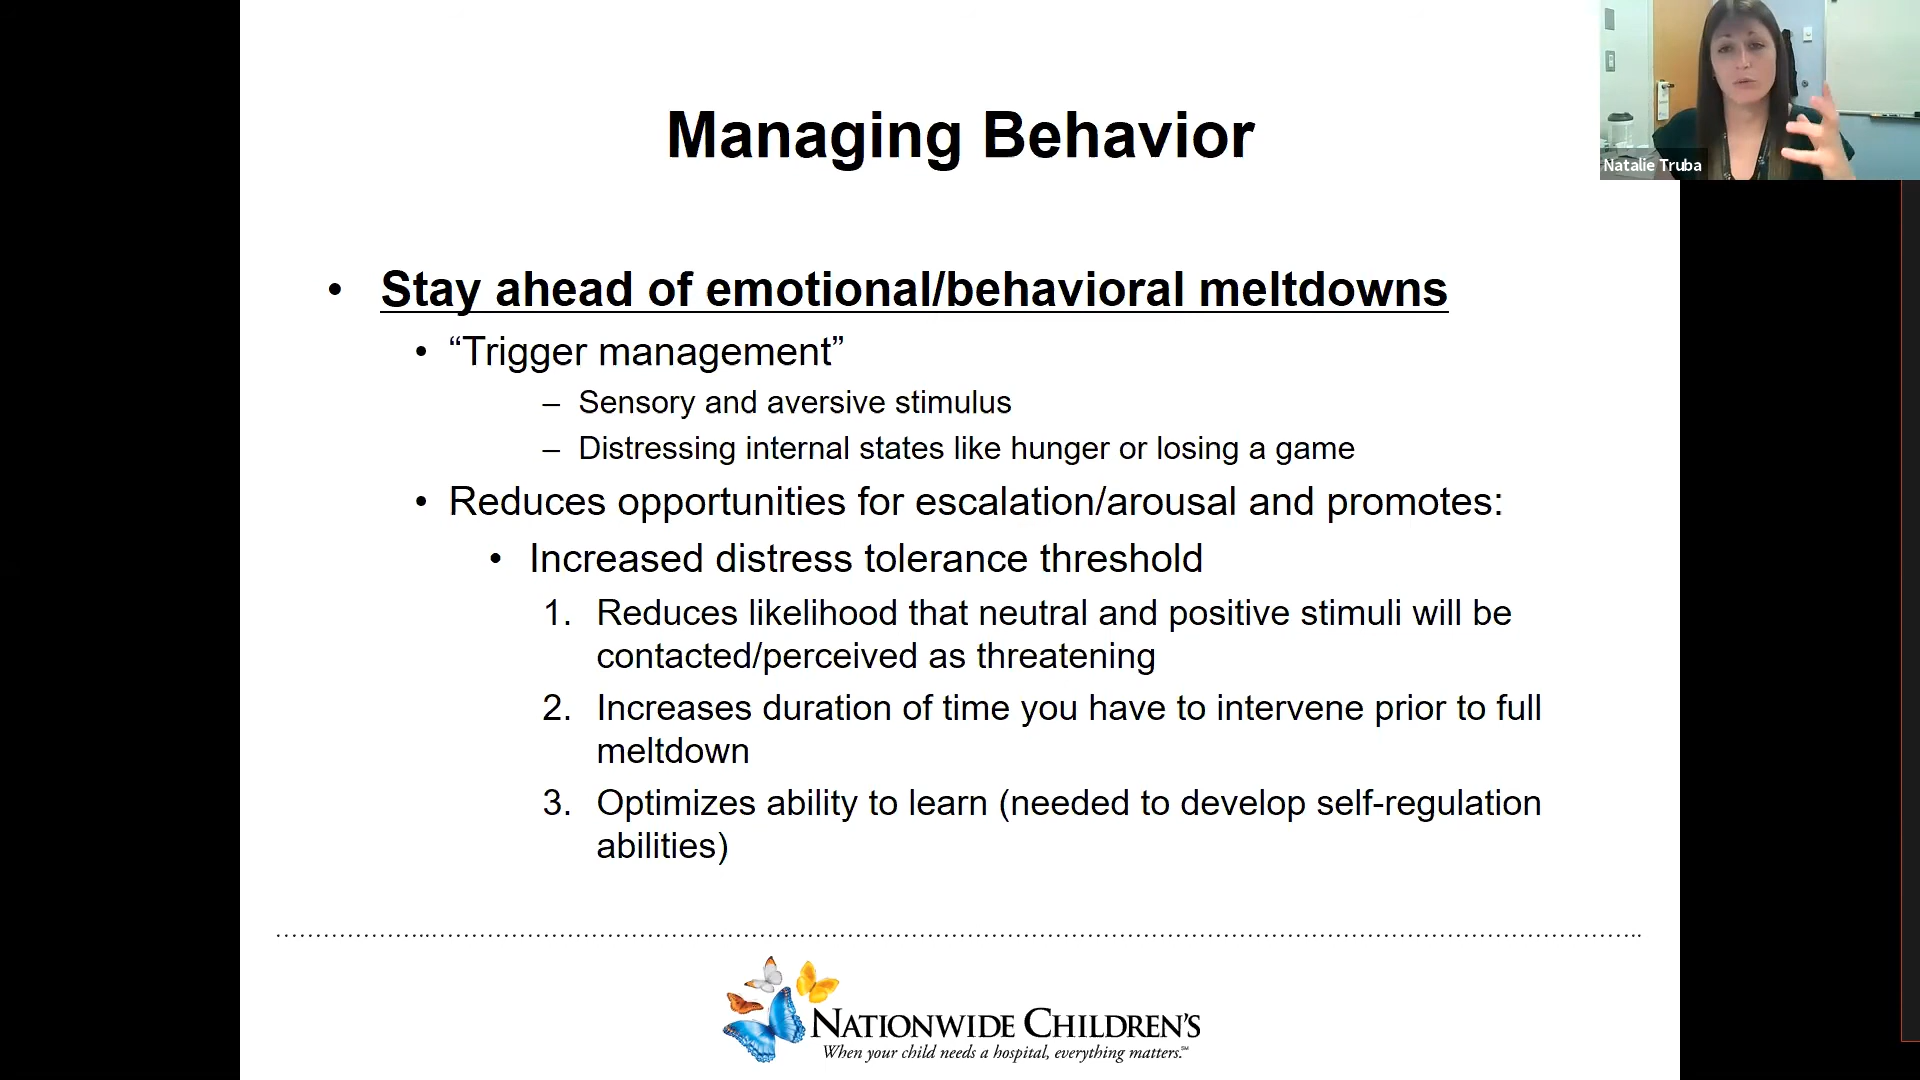 Managing Behavior
Natalie Truba
• Stay ahead of emotional/behavioral meltdowns
• “Trigger management”
– Sensory and aversive stimulus
– Distressing internal states like hunger or losing a game
• Reduces opportunities for escalation/arousal and promotes:
• Increased distress tolerance threshold
1. Reduces likelihood that neutral and positive stimuli will be
contacted/perceived as threatening
2. Increases duration of time you have to intervene prior to full
meltdown
3. Optimizes ability to learn (needed to develop self-regulation
abilities)
NATIONWIDE CHILDREN'S
When your child needs a hospital, everything matters.℠